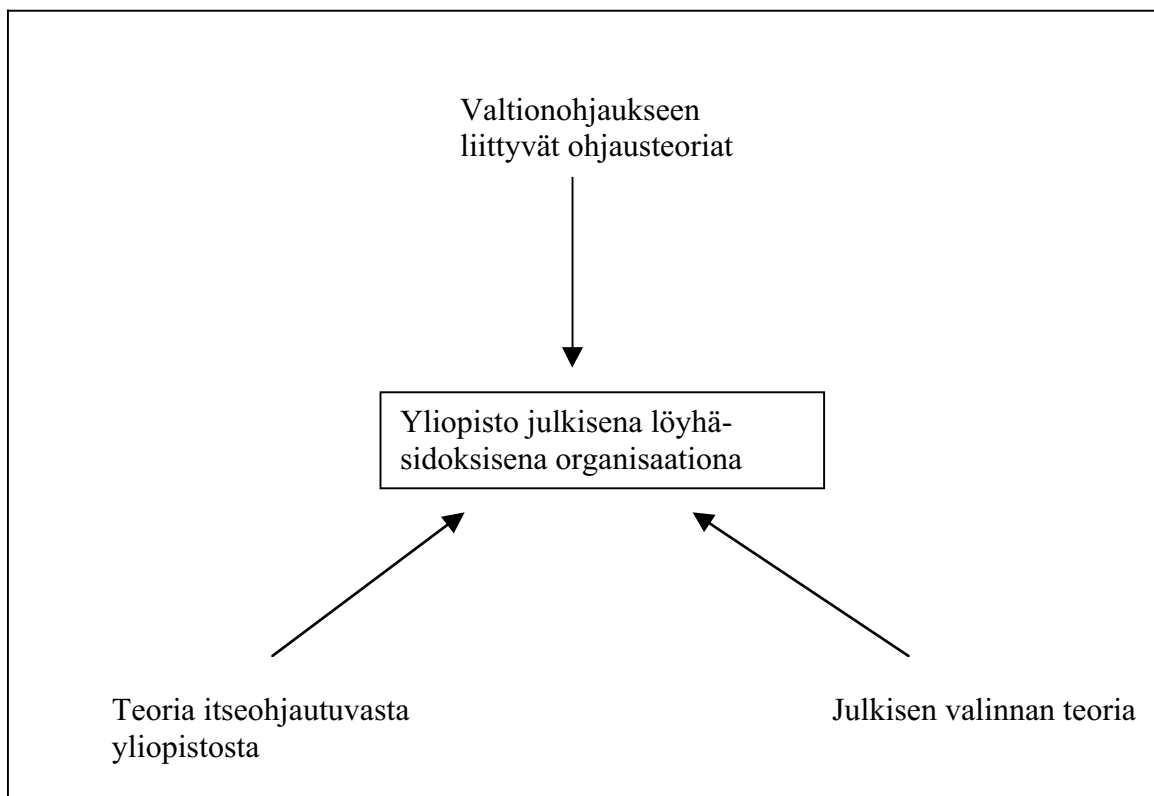 Valtionohjaukseen
liittyvät ohjausteoriat
Yliopisto julkisena löyhä-
sidoksisena organisaationa
Teoria itseohjautuvasta
yliopistosta
Julkisen valinnan teoria